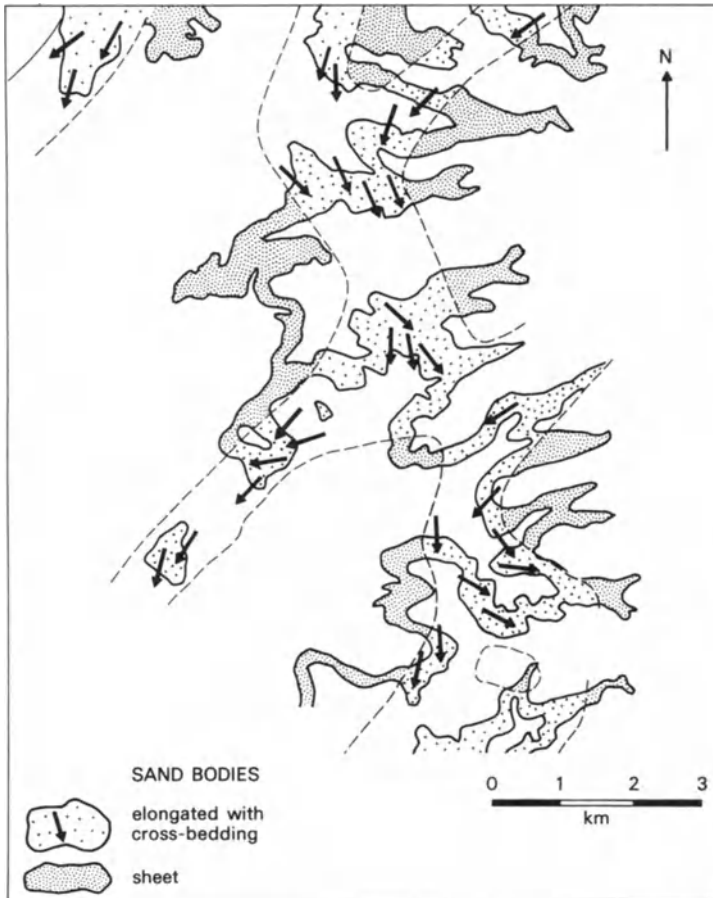 N
SAND BODIES
elongated with
cross-bedding
sheet
0 1 2 3
km